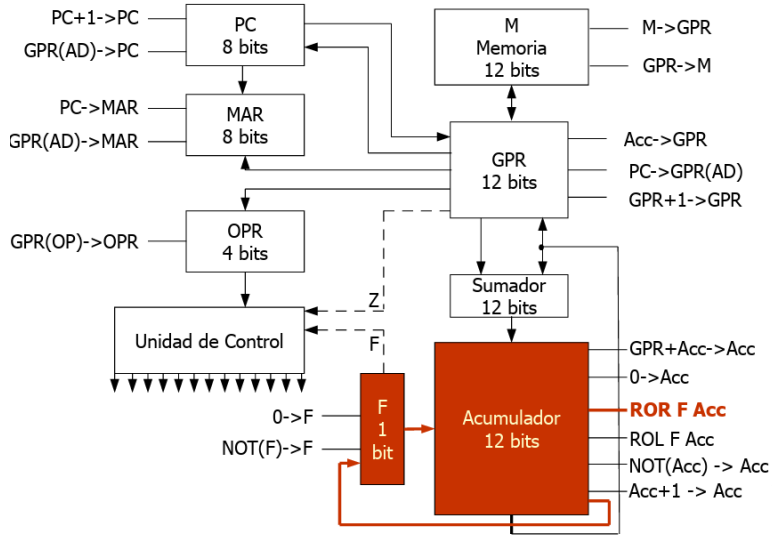 PC+1->PC
GPR(AD)->PC
PC
8 bits
M
Memoria
12 bits
M->GPR
GPR->M
PC->MAR
GPR(AD)->MAR
MAR
8 bits
GPR
12 bits
Acc->GPR
PC->GPR(AD)
GPR+1->GPR
GPR(OP)->OPR
OPR
4 bits
Z
Sumador
12 bits
Unidad de Control
F
0->F
NOT(F)->F
F
1
bit
Acumulador
12 bits
GPR+Acc->Acc
0->Acc
ROR F Acc
ROL F Acc
NOT(Acc) -> Acc
Acc+1 -> Acc